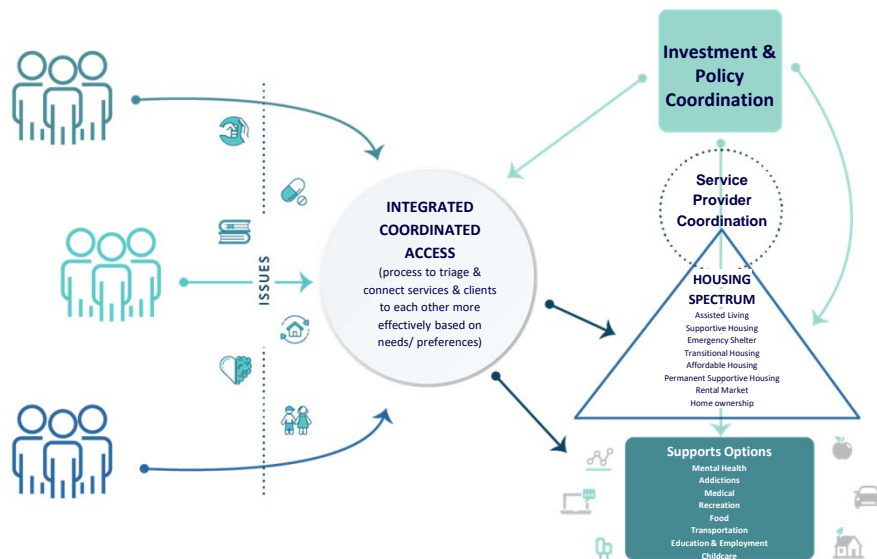 ISSUES
INTEGRATED
COORDINATED
ACCESS
(process to triage &
connect services & clients
to each other more
effectively based on
needs/ preferences)
Investment &
Policy
Coordination
Service
Provider
Coordination
HOUSING
SPECTRUM
Assisted Living
Supportive Housing
Emergency Shelter
Transitional Housing
Affordable Housing
Permanent Supportive Housing
Rental Market
Home ownership
Supports Options
Mental Health
Addictions
Medical
Recreation
Food
Transportation
Education & Employment
Childcare